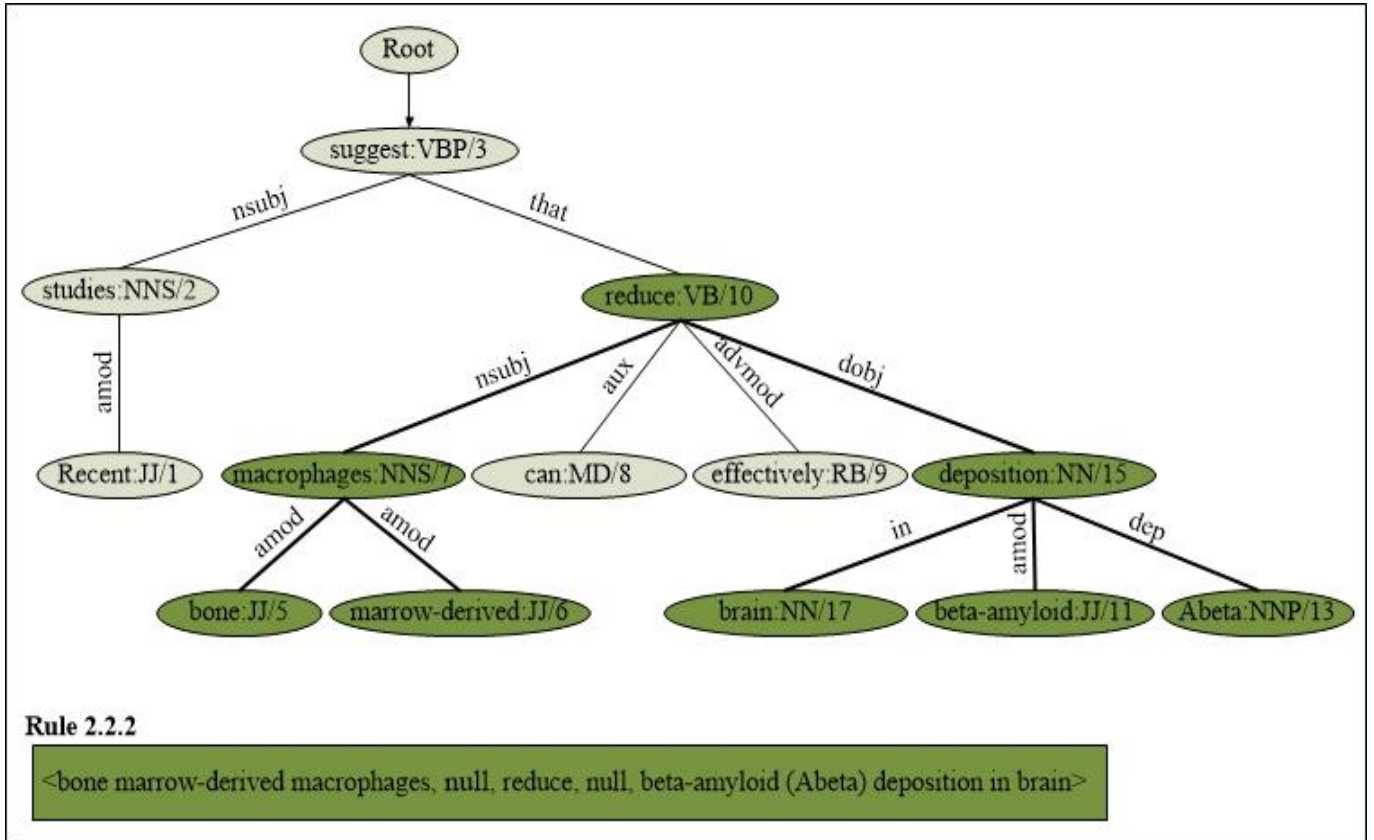 Root
suggest:VBP/3
nsubj
that
studies:NNS/2
reduce:VB/10
amod
nsubj
aux
advmod
dobj
Recent:JJ/1
macrophages:NNS/7
can:MD/8
effectively:RB/9
deposition:NN/15
amod
amod
in
amod
dep
bone:JJ/5
marrow-derived:JJ/6
brain:NN/17
beta-amyloid:JJ/11
Abeta:NNP/13
Rule 2.2.2
<bone marrow-derived macrophages, null, reduce, null, beta-amyloid (Abeta) deposition in brain>